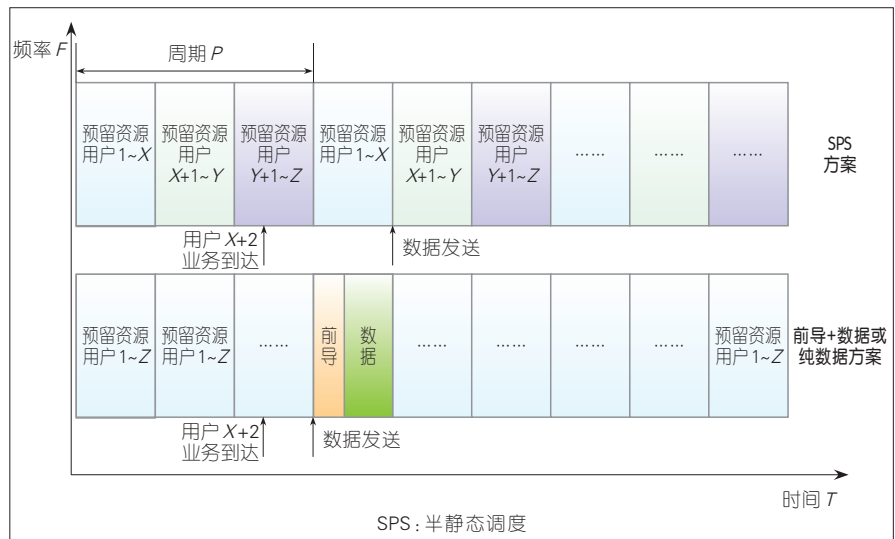 频率 F
周期 P
预留资源
用户 1~X
预留资源
用户
X+1~Y
预留资源
用户
Y+1~Z
预留资源
用户 1~X
预留资源
用户
X+1~Y
预留资源
用户
Y+1~Z
……
……
……
SPS
方案
用户 X+2
业务到达
数据发送
预留资源
用户 1~Z
预留资源
用户 1~Z
……
前
导
数
据
……
……
……
……
预留资源
用户 1~Z
前导+数据或
纯数据方案
用户 X+2
业务到达
数据发送
时间 T
SPS：半静态调度